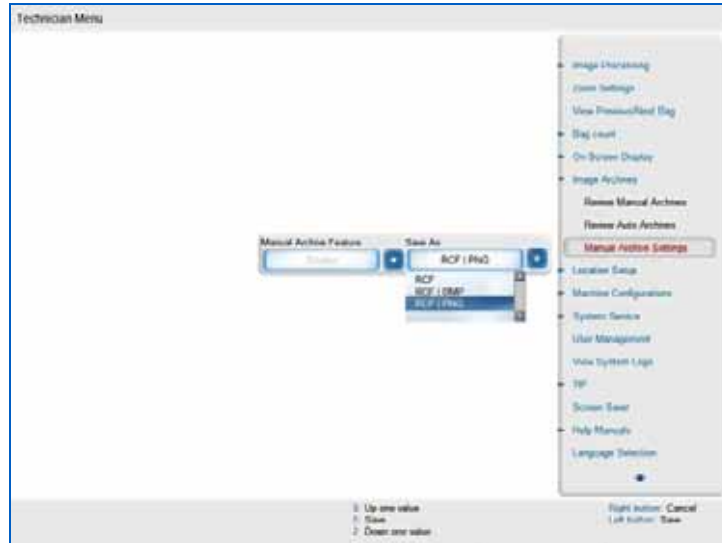 Technician Menu
Image Processing
Zoom Settings
View Previous/Next Bag
Bag count
On Screen Display
Image Archives
Review Manual Archives
Review Auto Archives
Manual Archive Settings
Manual Archive Feature
Save As
RCF | PNG
RCF
RCF | BMP
RCF | PNG
Location Setup
Machine Configurations
System Service
User Management
View System Logs
TIP
Screen Saver
Help Manuals
Language Selection
Up one value
Save
2: Down one value
Right button: Cancel
Left button: Save